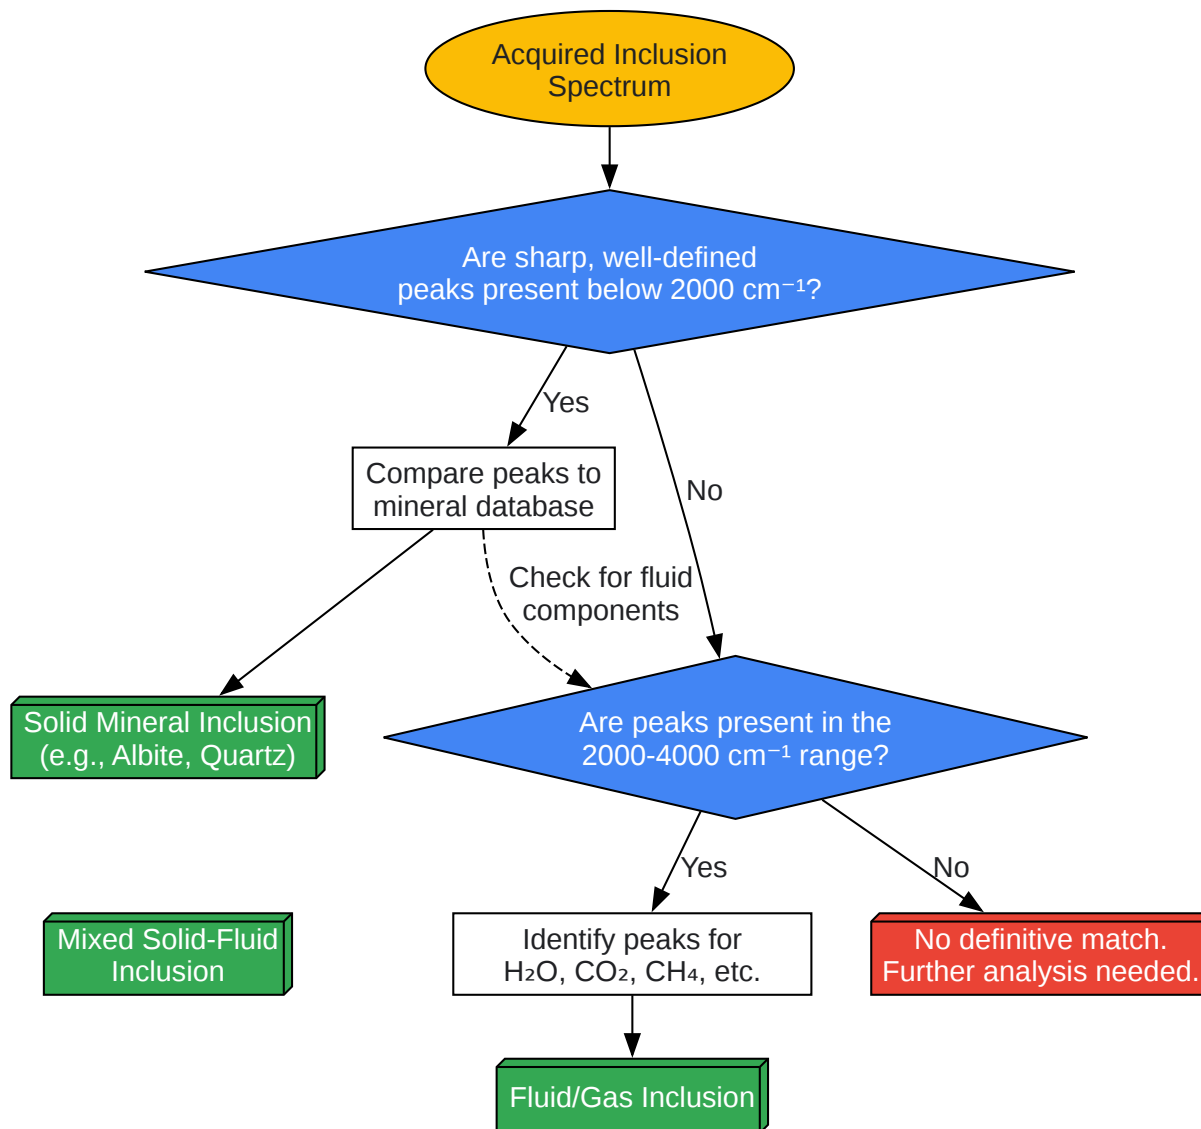 Acquired Inclusion
Spectrum
Are sharp, well-defined
peaks present below 2000 cm⁻¹?
Yes
Compare peaks to
mineral database
No
Check for fluid
components
Solid Mineral Inclusion
(e.g., Albite, Quartz)
Are peaks present in the
2000-4000 cm⁻¹ range?
Yes
No
Mixed Solid-Fluid
Inclusion
Identify peaks for
H₂O, CO₂, CH₄, etc.
No definitive match.
Further analysis needed.
Fluid/Gas Inclusion